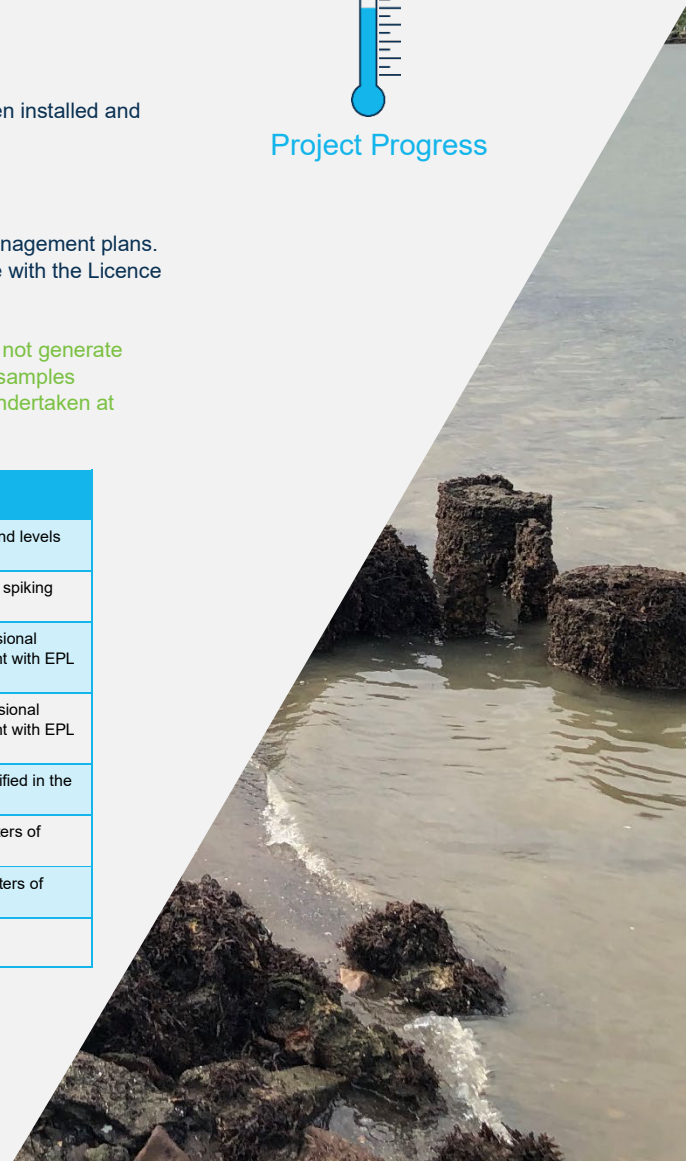 en installed and
Project Progress
nagement plans.
e with the Licence
not generate
samples
ndertaken at
nd levels
spiking
sional
nt with EPL
sional
nt with EPL
ified in the
ers of
ters of